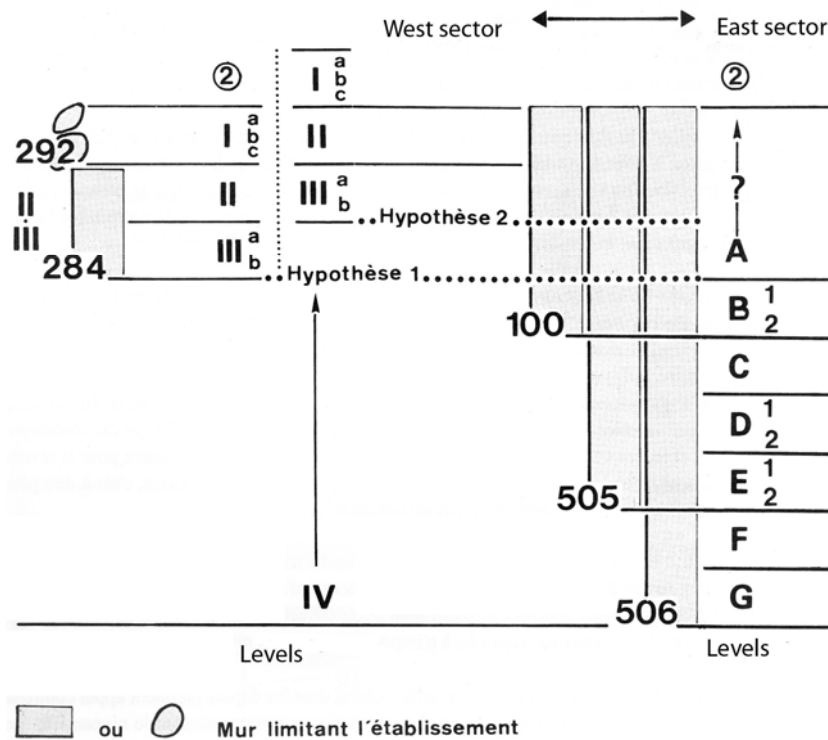 West sector East sector
② I a b c ②
292 I a b c II
II III II III a b ?
Hypothèse 2
284 III a b A
Hypothèse 1
100 B 1 2
C
D 1 2
505 E 1 2
F
IV 506 G
Levels Levels
ou Mur limitant l'établissement